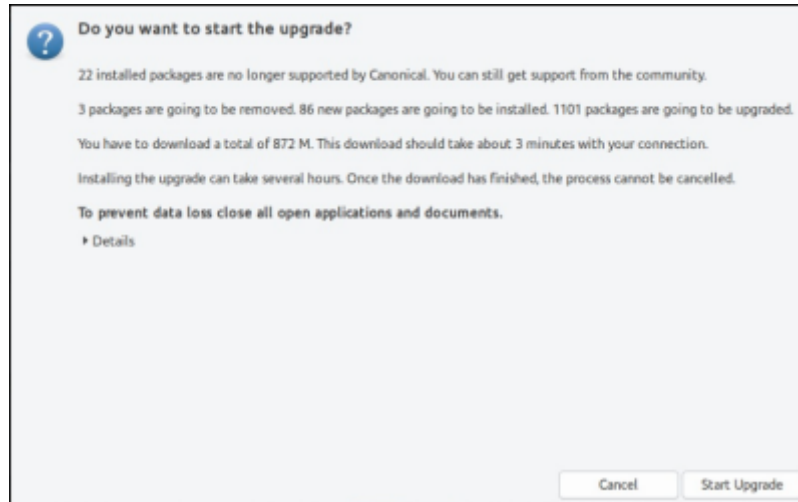 Do you want to start the upgrade?
22 installed packages are no longer supported by Canonical. You can still get support from the community.
3 packages are going to be removed. 86 new packages are going to be installed. 1101 packages are going to be upgraded.
You have to download a total of 872 M. This download should take about 3 minutes with your connection.
Installing the upgrade can take several hours. Once the download has finished, the process cannot be cancelled.
To prevent data loss close all open applications and documents.
Details
Cancel
Start Upgrade